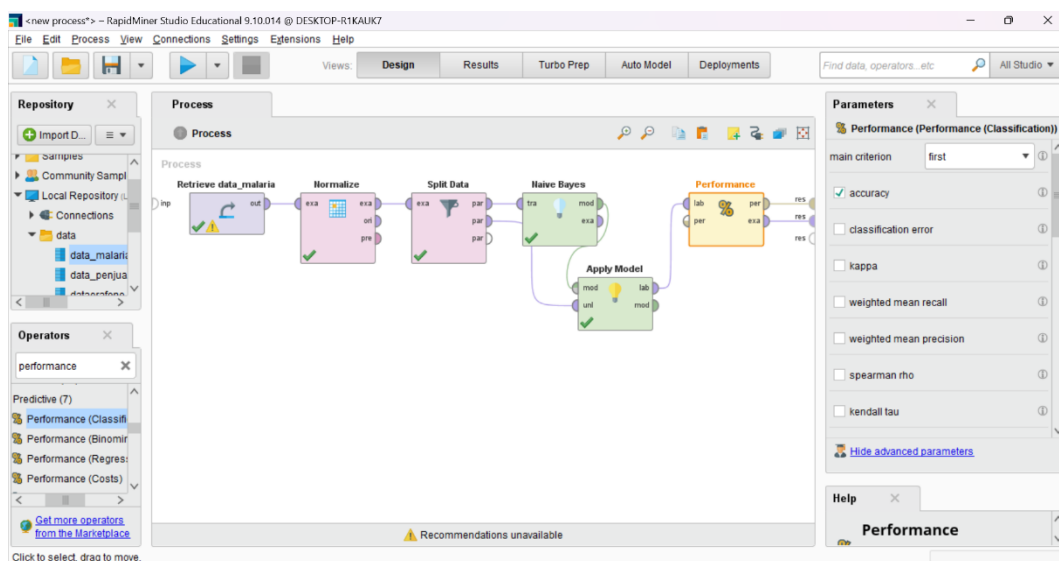 <new process*> – RapidMiner Studio Educational 9.10.014 @ DESKTOP-R1KAUK7
File Edit Process View Connections Settings Extensions Help
Views: Design Results Turbo Prep Auto Model Deployments
Find data, operators...etc
All Studio
Repository
Import D...
Samples
Community Sampl
Local Repository
Connections
data
data_malaria
data_penjua
Operators
performance
Predictive (7)
Performance (Classifi
Performance (Binomin
Performance (Regres
Performance (Costs)
Get more operators
from the Marketplace
Click to select, drag to move.
Process
Process
Process
inp
Retrieve data_malaria
out
Normalize
exa exa
ori
pre
Split Data
exa par
par
par
Naive Bayes
tra mod
exa
Apply Model
mod lab
unl mod
Performance
lab per
per exa
res
res
res
Recommendations unavailable
Parameters
Performance (Performance (Classification))
main criterion first
accuracy
classification error
kappa
weighted mean recall
weighted mean precision
spearman rho
kendall tau
Hide advanced parameters
Help
Performance